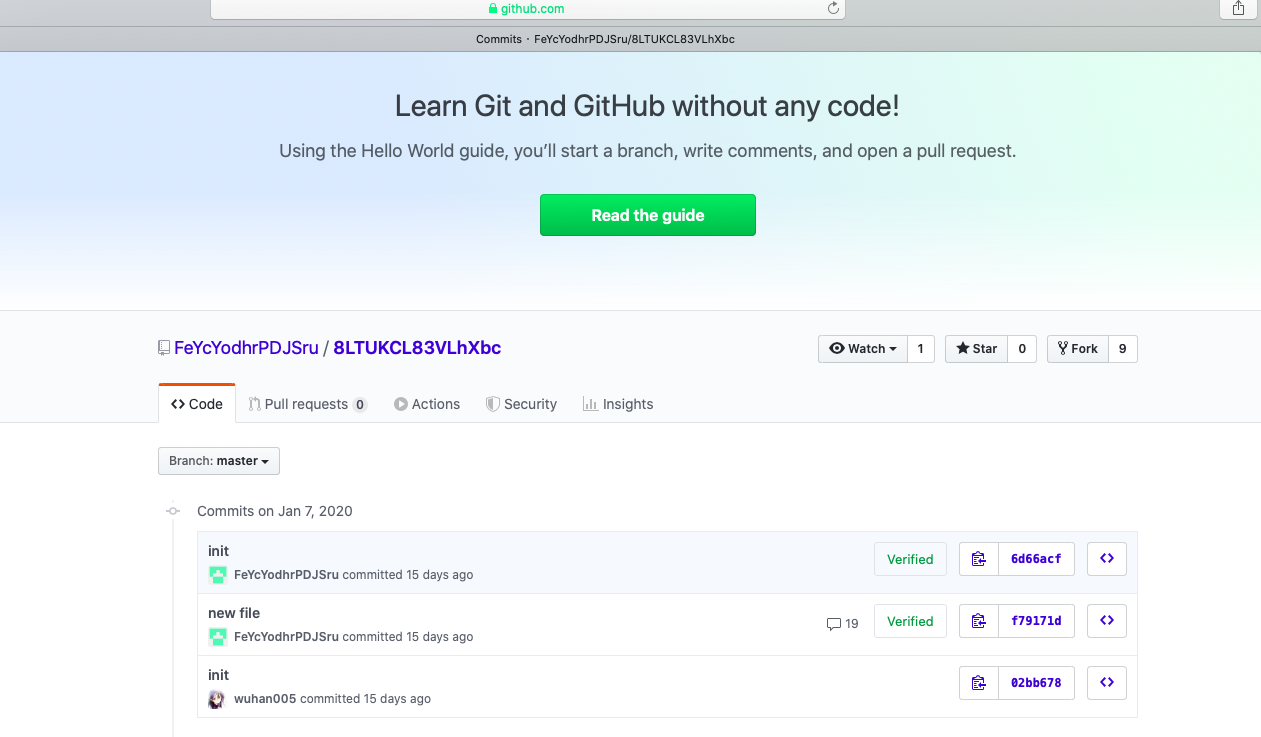 github.com
Commits · FeYcYodhrPDJSru/8LTUKCL83VLhXbc
Learn Git and GitHub without any code!
Using the Hello World guide, you’ll start a branch, write comments, and open a pull request.
Read the guide
FeYcYodhrPDJSru / 8LTUKCL83VLhXbc
Watch 1 Star 0 Fork 9
Code Pull requests 0 Actions Security Insights
Branch: master
Commits on Jan 7, 2020
init
FeYcYodhrPDJSru committed 15 days ago
Verified 6d66acf
new file
FeYcYodhrPDJSru committed 15 days ago
19 Verified f79171d
init
wuhan005 committed 15 days ago
02bb678